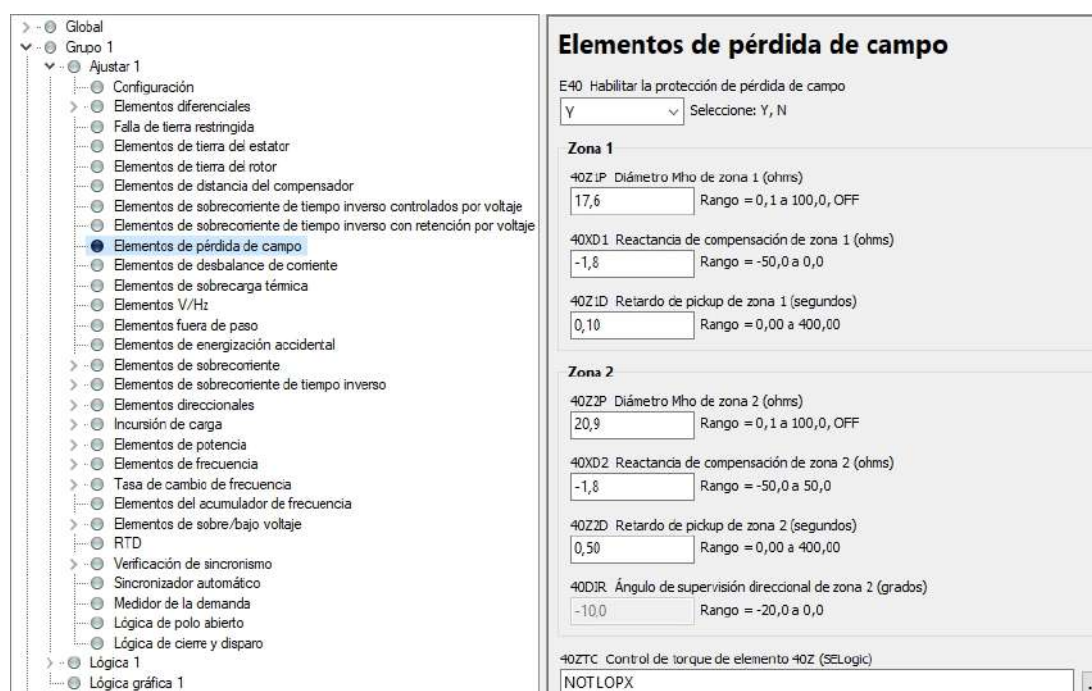 Global
Grupo 1
Ajustar 1
Configuración
Elementos diferenciales
Falla de tierra restringida
Elementos de tierra del estator
Elementos de tierra del rotor
Elementos de distancia del compensador
Elementos de sobrecorriente de tiempo inverso controlados por voltaje
Elementos de sobrecorriente de tiempo inverso con retención por voltaje
Elementos de pérdida de campo
Elementos de desbalance de corriente
Elementos de sobrecarga térmica
Elementos V/Hz
Elementos fuera de paso
Elementos de energización accidental
Elementos de sobrecorriente
Elementos de sobrecorriente de tiempo inverso
Elementos direccionales
Incursión de carga
Elementos de potencia
Elementos de frecuencia
Tasa de cambio de frecuencia
Elementos del acumulador de frecuencia
Elementos de sobre/bajo voltaje
RTD
Verificación de sincronismo
Sincronizador automático
Medidor de la demanda
Lógica de polo abierto
Lógica de cierre y disparo
Lógica 1
Lógica gráfica 1
Elementos de pérdida de campo
E40 Habilitar la protección de pérdida de campo
Y Seleccione: Y, N
Zona 1
40Z1P Diámetro Mho de zona 1 (ohms)
17,6 Rango = 0,1 a 100,0, OFF
40XD1 Reactancia de compensación de zona 1 (ohms)
-1,8 Rango = -50,0 a 0,0
40Z1D Retardo de pickup de zona 1 (segundos)
0,10 Rango = 0,00 a 400,00
Zona 2
40Z2P Diámetro Mho de zona 2 (ohms)
20,9 Rango = 0,1 a 100,0, OFF
40XD2 Reactancia de compensación de zona 2 (ohms)
-1,8 Rango = -50,0 a 50,0
40Z2D Retardo de pickup de zona 2 (segundos)
0,50 Rango = 0,00 a 400,00
40DIR Ángulo de supervisión direccional de zona 2 (grados)
-10,0 Rango = -20,0 a 0,0
40ZTC Control de torque de elemento 40Z (SELogic)
NOT LOPX